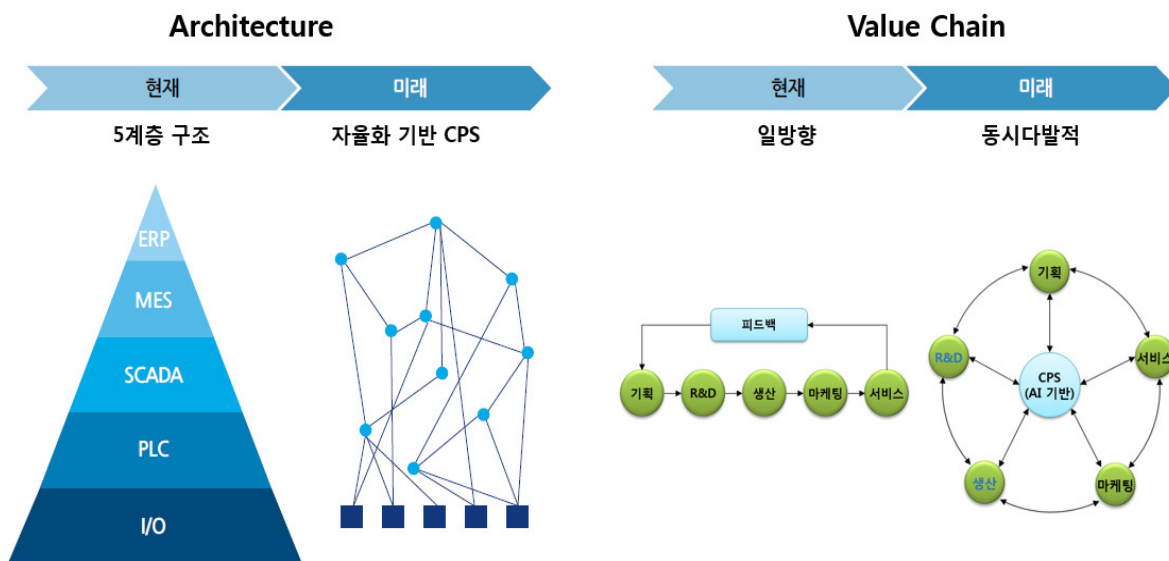 Architecture
현재
미래
5계층 구조
자율화 기반 CPS
ERP
MES
SCADA
PLC
I/O
Value Chain
현재
미래
일방향
동시다발적
피드백
기획
R&D
생산
마케팅
서비스
기획
R&D
서비스
CPS
(AI 기반)
생산
마케팅